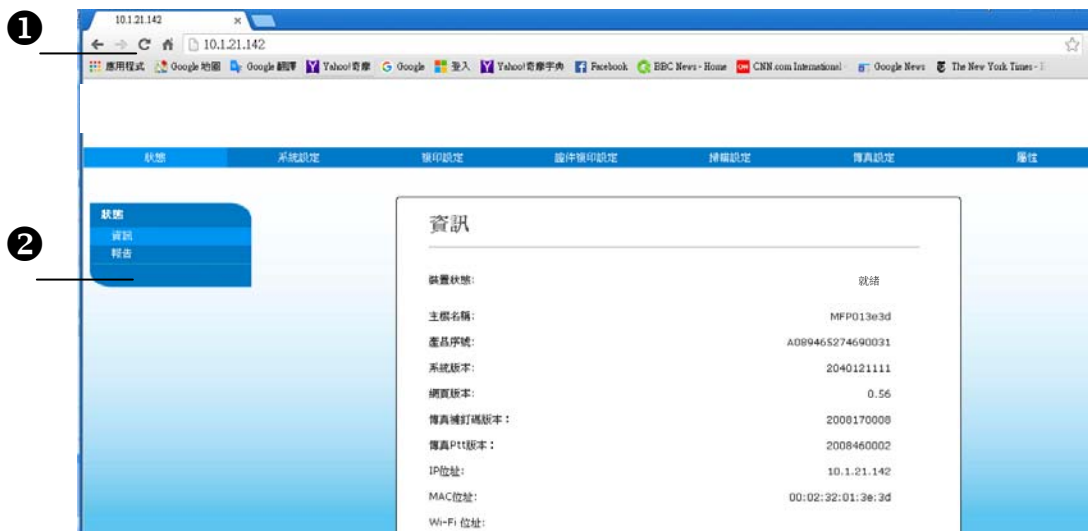 ❶
10.1.21.142
10.1.21.142
應用程式 Google 地圖 Google 翻譯 Yahoo!奇摩 Google 登入 Yahoo!奇摩字典 Facebook BBC News - Home CNN.com International Google News The New York Times -
狀態 系統設定 複印設定 證件複印設定 掃描設定 傳真設定 屬性
❷
狀態
資訊
報告
資訊
裝置狀態: 就緒
主機名稱: MFP013e3d
產品序號: A089465274690031
系統版本: 2040121111
網頁版本: 0.56
傳真補釘碼版本： 2008170008
傳真Ptt版本： 2008460002
IP位址: 10.1.21.142
MAC位址: 00:02:32:01:3e:3d
Wi-Fi 位址: